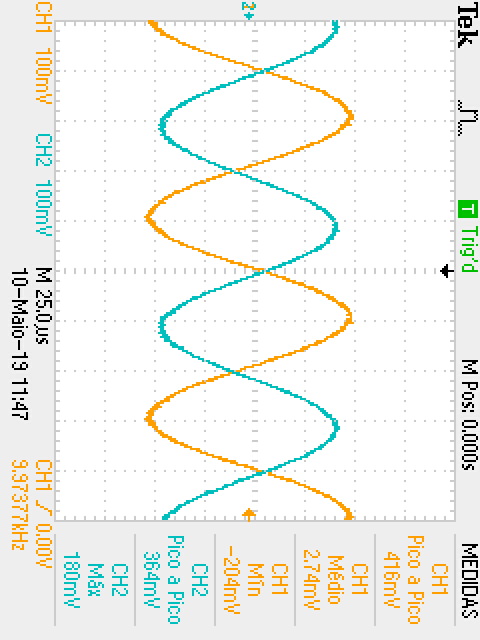 Tek T Trig'd M Pos: 0.000s MEDIDAS
CH1
Pico a Pico
416mV
CH1
Médio
2.74mV
CH1
Mín
-204mV
CH2
Pico a Pico
364mV
CH2
Máx
180mV
2
CH1 100mV CH2 100mV M 25.0µs CH1 0.00V
10-Maio-19 11:47 9.97377kHz